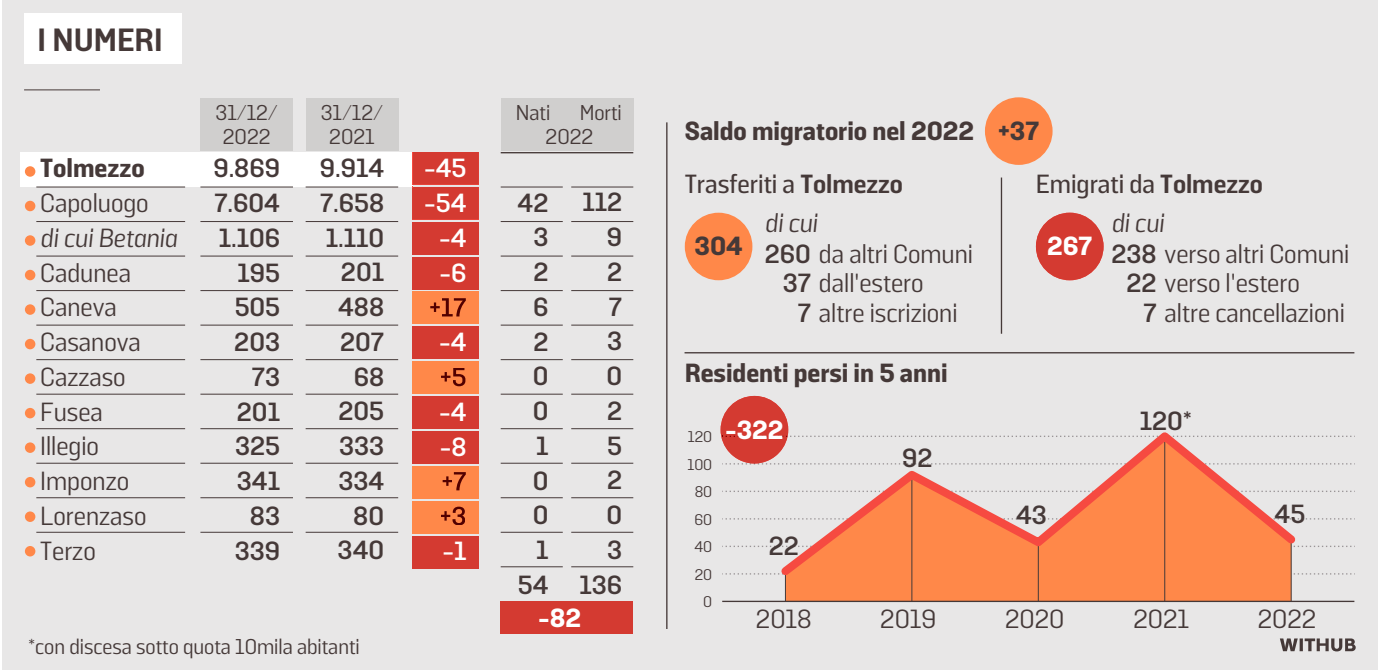 I NUMERI
31/12/ 31/12/ Nati Morti
2022 2021 2022
Tolmezzo 9.869 9.914 -45
Capoluogo 7.604 7.658 -54 42 112
di cui Betania 1.106 1.110 -4 3 9
Cadunea 195 201 -6 2 2
Caneva 505 488 +17 6 7
Casanova 203 207 -4 2 3
Cazzaso 73 68 +5 0 0
Fusea 201 205 -4 0 2
Illegio 325 333 -8 1 5
Imponzo 341 334 +7 0 2
Lorenzaso 83 80 +3 0 0
Terzo 339 340 -1 1 3
54 136
-82
*con discesa sotto quota 10mila abitanti
Saldo migratorio nel 2022 +37
Trasferiti a Tolmezzo
304
di cui
260 da altri Comuni
37 dall'estero
7 altre iscrizioni
Emigrati da Tolmezzo
267
di cui
238 verso altri Comuni
22 verso l'estero
7 altre cancellazioni
Residenti persi in 5 anni
-322
120
100
80
60
40
20
0
22 92 43 120* 45
2018 2019 2020 2021 2022
WITHUB